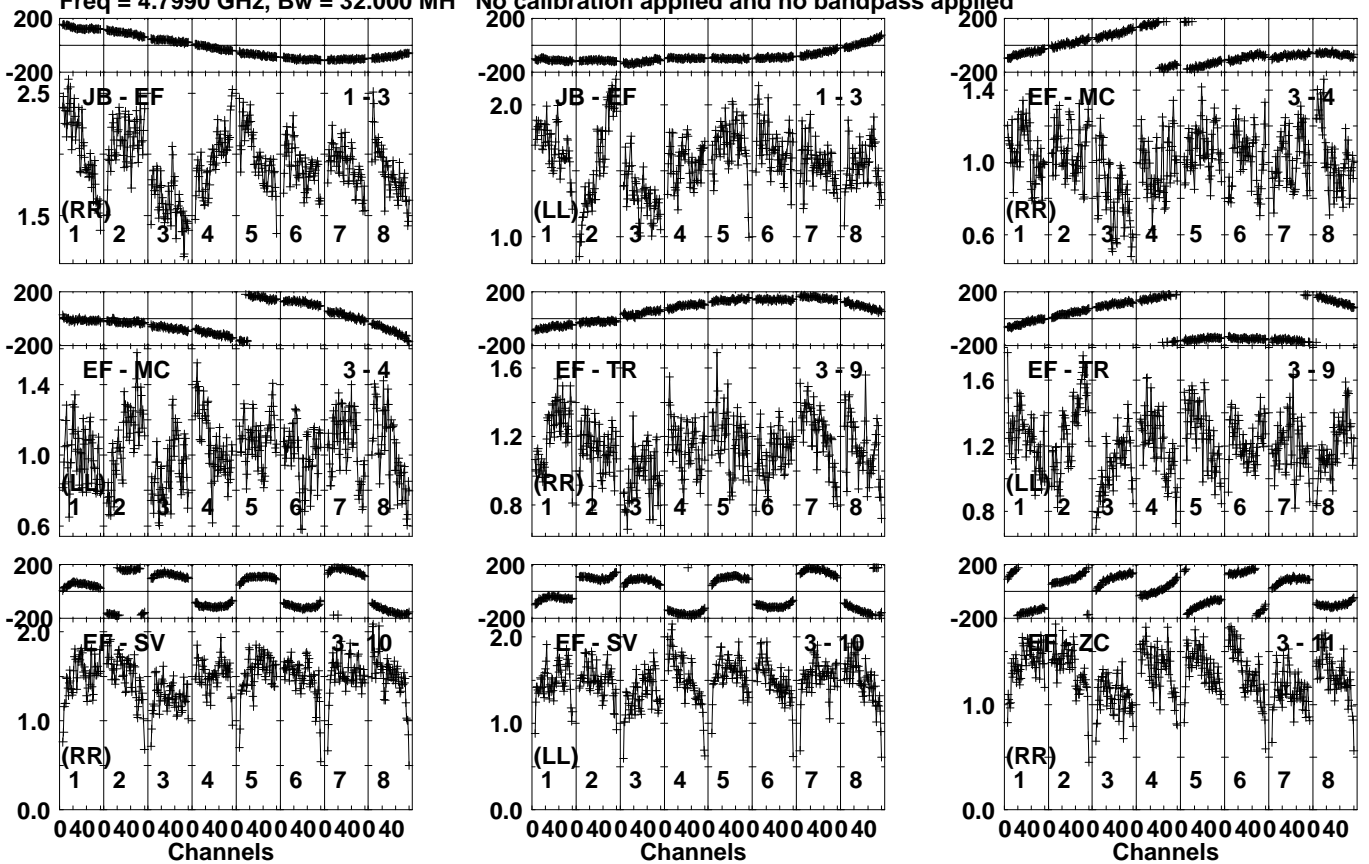 Freq = 4.7990 GHz, Bw = 32.000 MH No calibration applied and no bandpass applied
200 200 200
-200 -200 -200
2.5 JB - EF 1 - 3 2.0 JB - EF 1 - 3 1.4 EF - MC 3 - 4
1.0
1.5 (RR) (LL) (RR)
1.0 0.6
1 2 3 4 5 6 7 8 1 2 3 4 5 6 7 8 1 2 3 4 5 6 7 8
200 200 200
-200 -200 -200
EF - MC 3 - 4 1.6 EF - TR 3 - 9 EF - TR 3 - 9
1.4 1.6
1.0 1.2 1.2
(LL) (RR) (LL)
0.6 0.8 0.8
1 2 3 4 5 6 7 8 1 2 3 4 5 6 7 8 1 2 3 4 5 6 7 8
200 200 200
-200 -200 -200
2.0 EF - SV 3 - 10 2.0 EF - SV 3 - 10 EF - ZC 3 - 11
1.0 1.0 1.0
(RR) (LL) (RR)
1 2 3 4 5 6 7 8 1 2 3 4 5 6 7 8 1 2 3 4 5 6 7 8
0.0 0.0 0.0
0 40 0 40 0 40 0 40 0 40 0 40 0 40 0 40 0 40 0 40 0 40 0 40 0 40 0 40 0 40 0 40 0 40 0 40 0 40 0 40 0 40 0 40 0 40 0 40
Channels Channels Channels